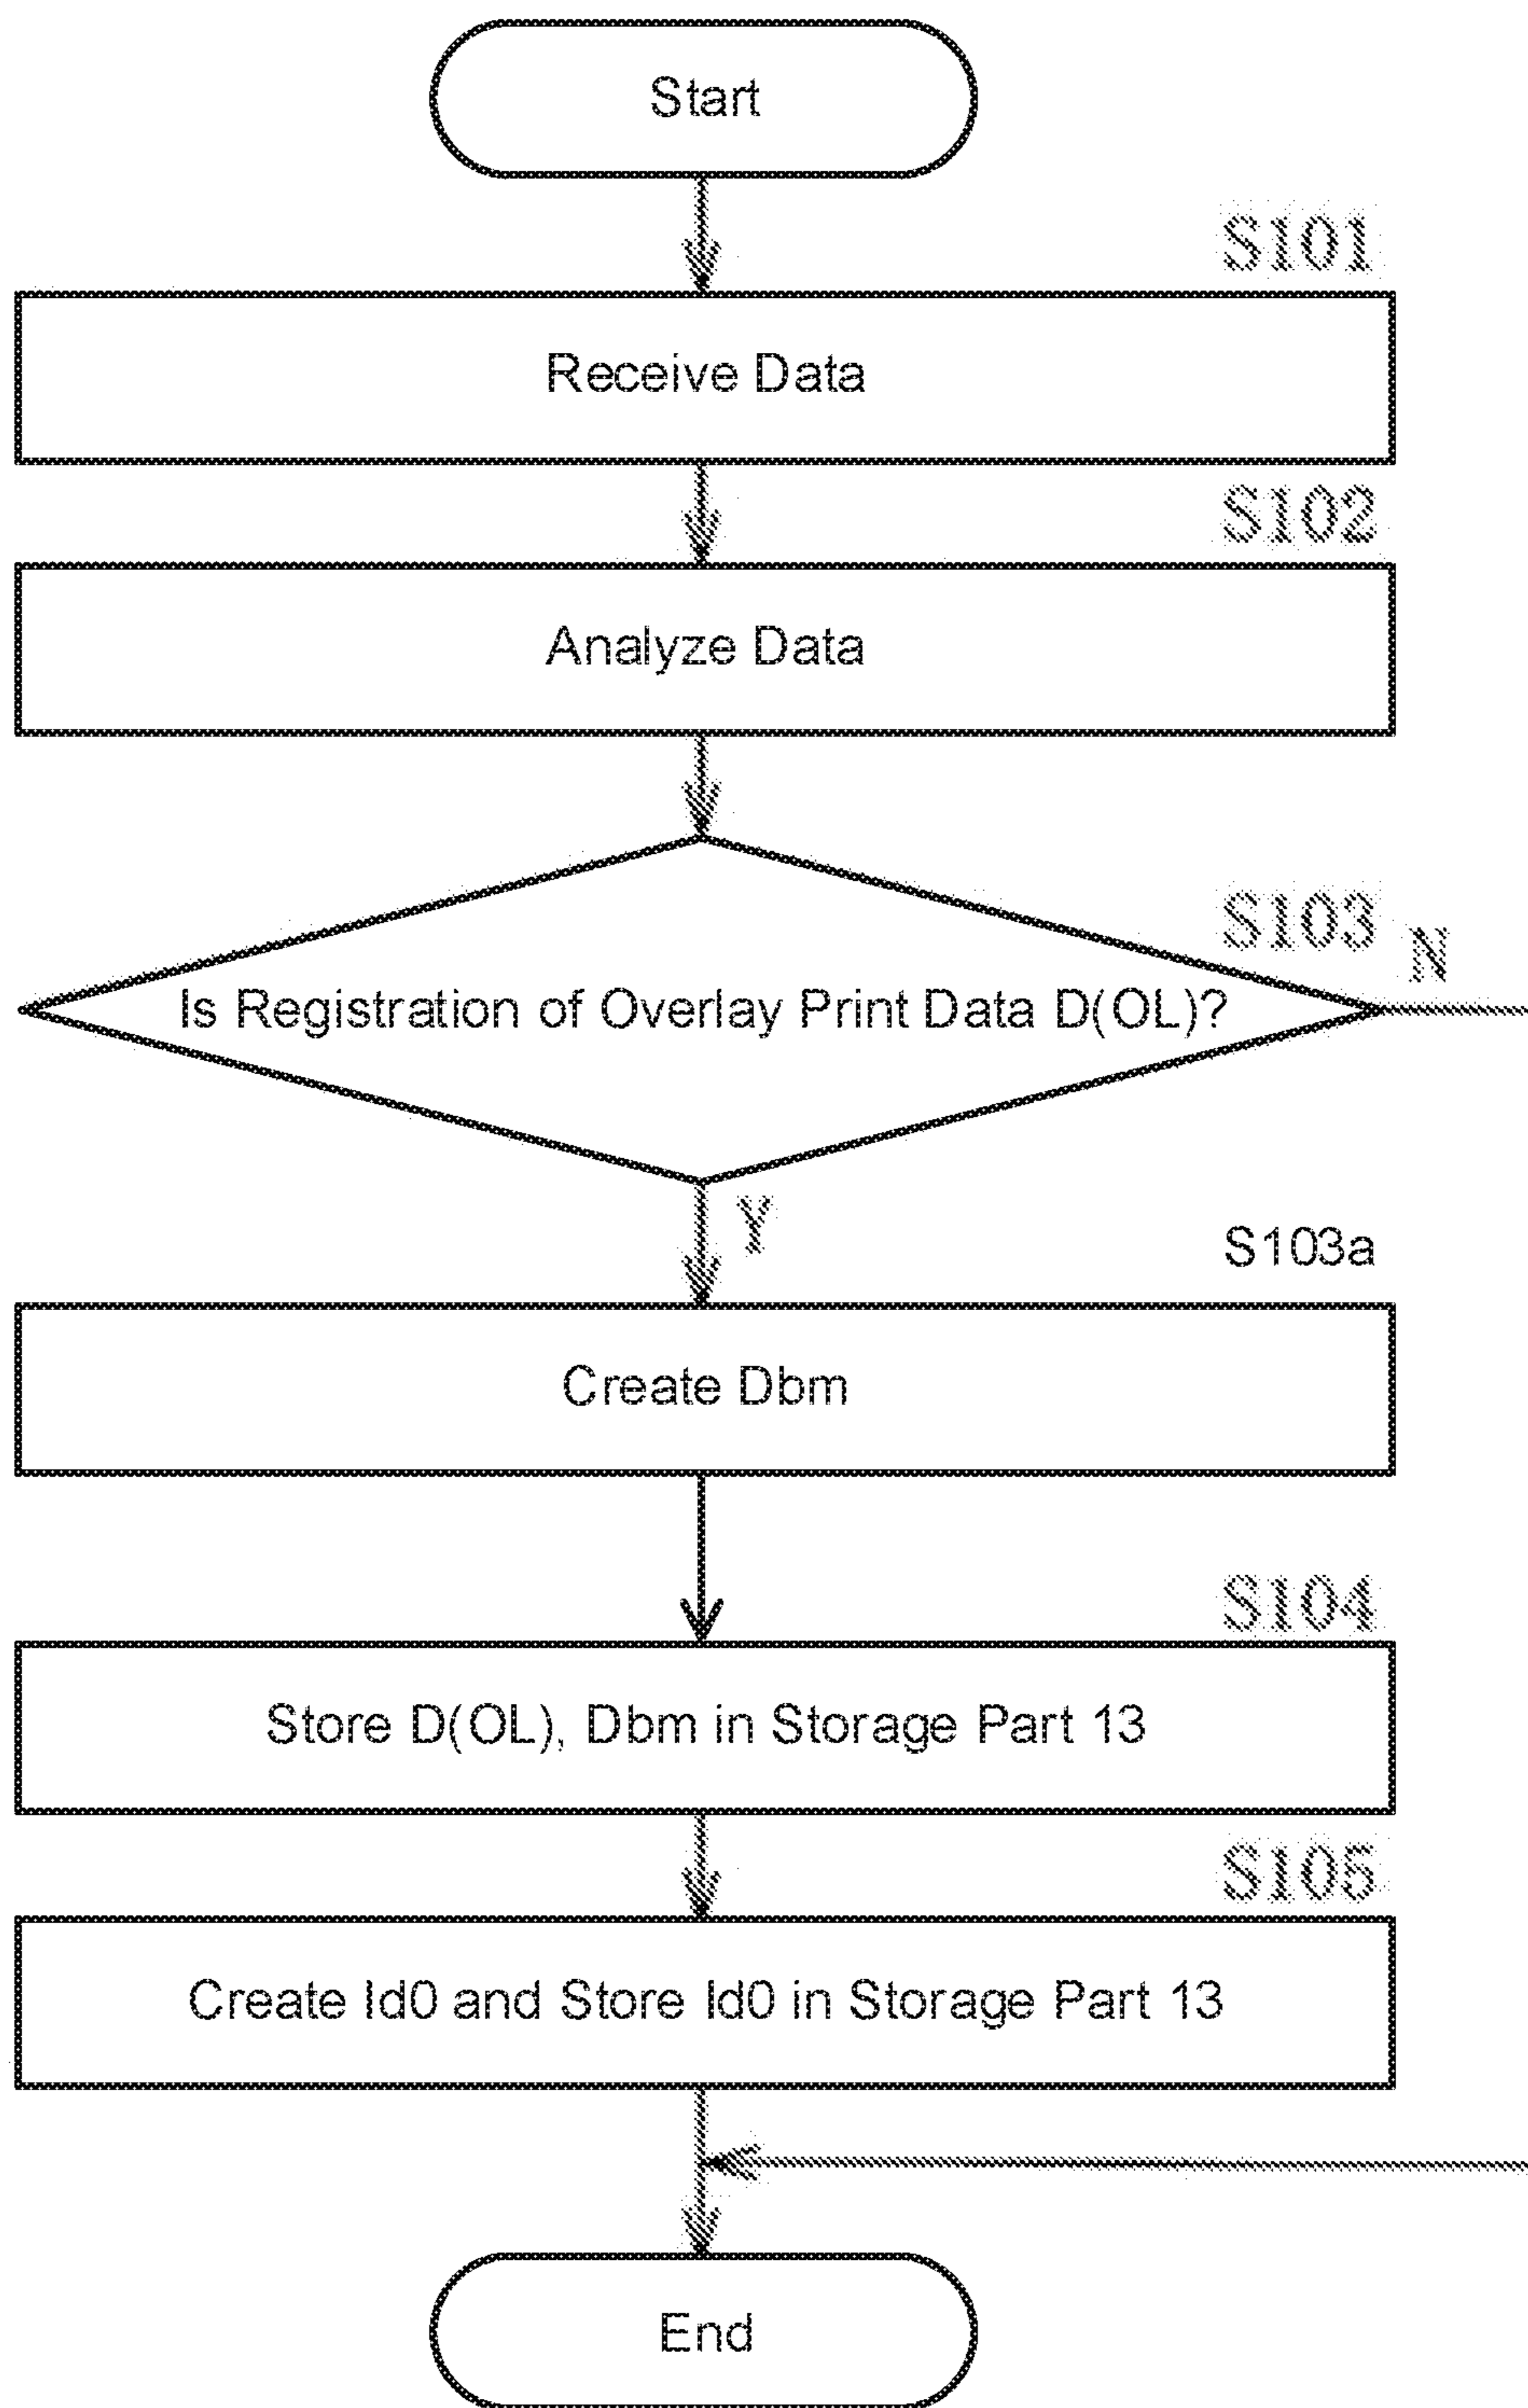 Start
S101
Receive Data
S102
Analyze Data
S103
N
Is Registration of Overlay Print Data D(OL)?
Y
S103a
Create Dbm
S104
Store D(OL), Dbm in Storage Part 13
S105
Create Id0 and Store Id0 in Storage Part 13
End